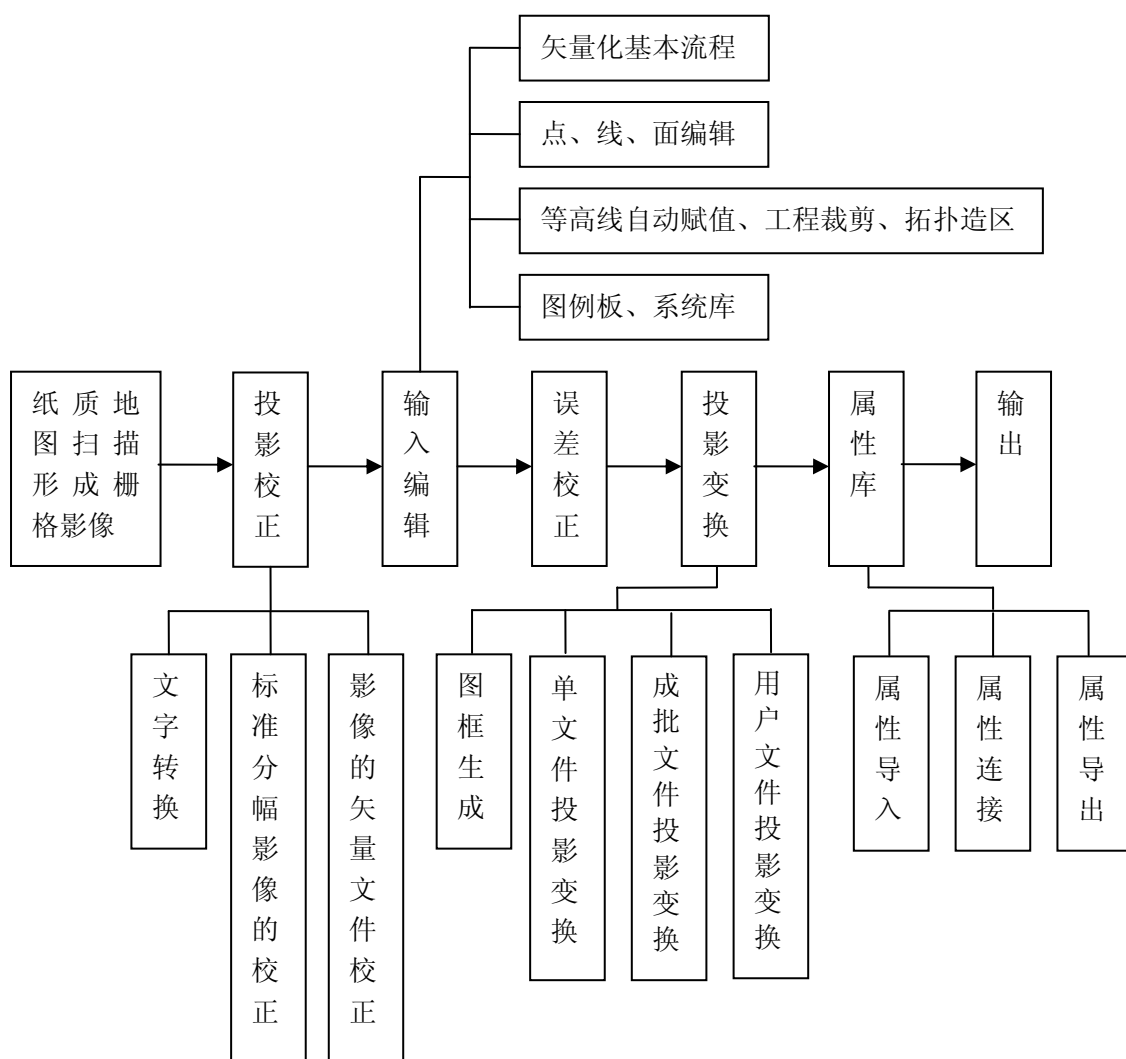 矢量化基本流程
点、线、面编辑
等高线自动赋值、工程裁剪、拓扑造区
图例板、系统库
纸质地
图扫描
形成栅
格影像
投影校正
输入编辑
误差校正
投影变换
属性库
输出
文字转换
标准分幅影像的校正
影像的矢量文件校正
图框生成
单文件投影变换
成批文件投影变换
用户文件投影变换
属性导入
属性连接
属性导出